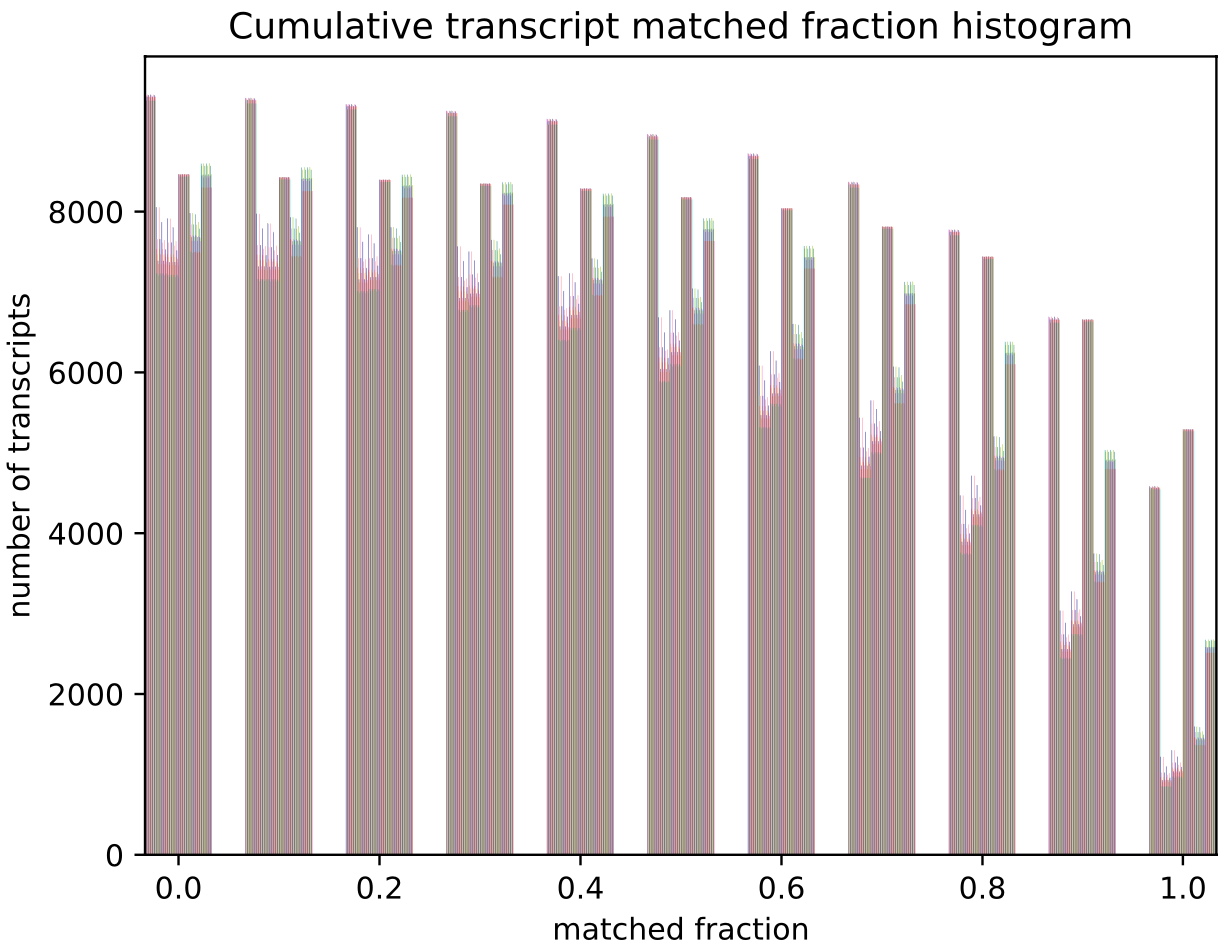 Cumulative transcript matched fraction histogram
number of transcripts
8000
6000
4000
2000
0
0.0 0.2 0.4 0.6 0.8 1.0
matched fraction